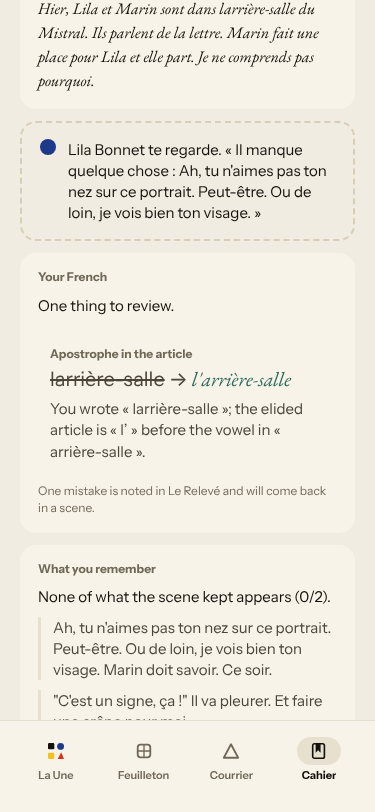 Hier, Lila et Marin sont dans larrière-salle du
Mistral. Ils parlent de la lettre. Marin fait une
place pour Lila et elle part. Je ne comprends pas
pourquoi.
Lila Bonnet te regarde. « Il manque
quelque chose : Ah, tu n'aimes pas ton
nez sur ce portrait. Peut-être. Ou de
loin, je vois bien ton visage. »
Your French
One thing to review.
Apostrophe in the article
larrière-salle → l'arrière-salle
You wrote « larrière-salle »; the elided
article is « l' » before the vowel in «
arrière-salle ».
One mistake is noted in Le Relevé and will come back
in a scene.
What you remember
None of what the scene kept appears (0/2).
Ah, tu n'aimes pas ton nez sur ce portrait.
Peut-être. Ou de loin, je vois bien ton
visage. Marin doit savoir. Ce soir.
"C'est un signe, ça !" Il va pleurer. Et faire
La Une
Feuilleton
Courrier
Cahier